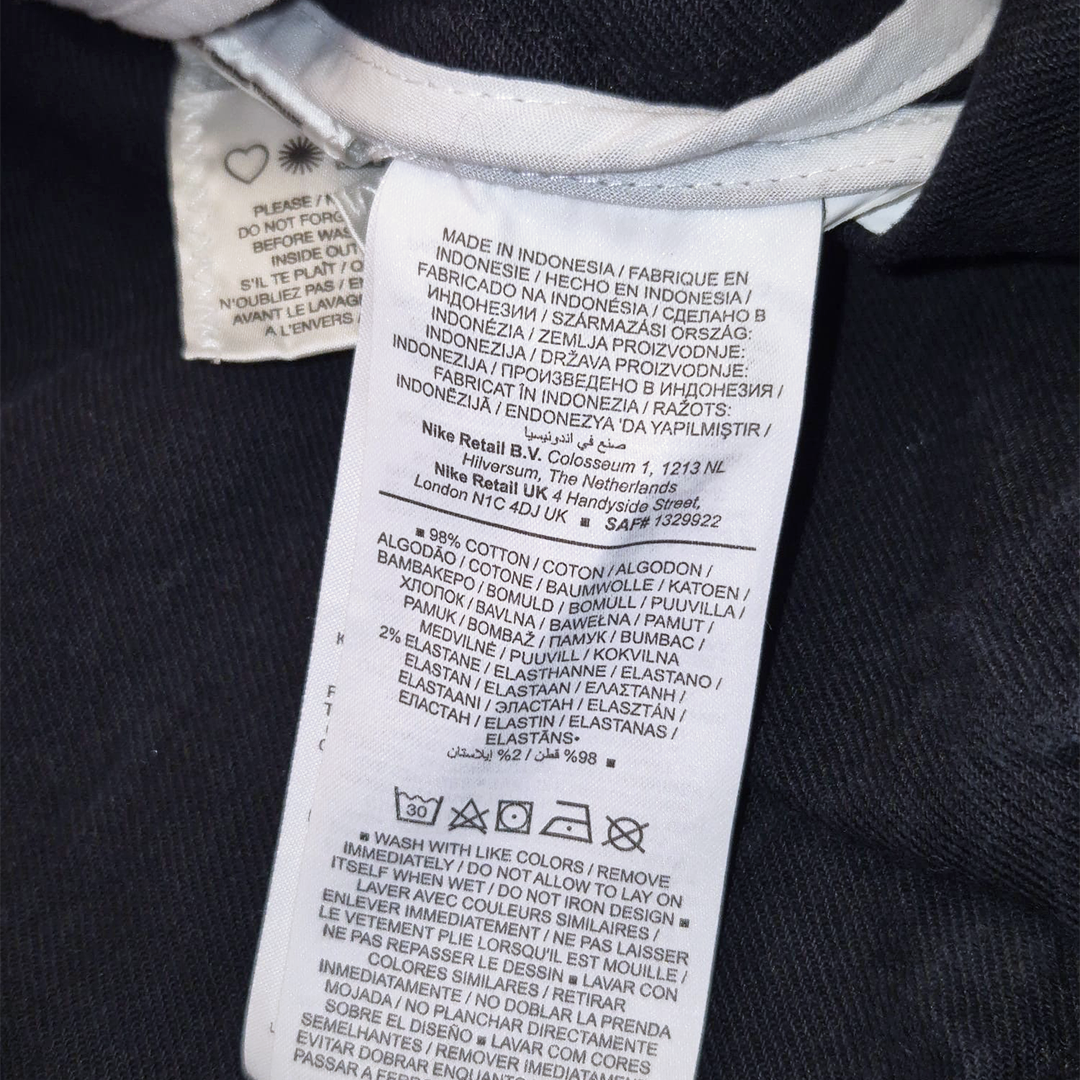 PLEASE /
DO NOT FORG
BEFORE WAS
INSIDE OUT
S'IL TE PLAÎT /
N'OUBLIEZ PAS /
AVANT LE LAVAG
A L'ENVERS /
MADE IN INDONESIA / FABRIQUE EN
INDONESIE / HECHO EN INDONESIA /
FABRICADO NA INDONÉSIA / СДЕЛАНО В
ИНДОНЕЗИИ / SZÁRMAZÁSI ORSZÁG:
INDONÉZIA / ZEMLJA PROIZVODNJE:
INDONEZIJA / DRŽAVA PROIZVODNJE:
INDONEZIJA / ПРОИЗВЕДЕНО В ИНДОНЕЗИЯ /
FABRICAT ÎN INDONEZIA / RAŽOTS:
INDONĒZIJĀ / ENDONEZYA 'DA YAPILMIŞTIR /
صنع في اندونيسيا
Nike Retail B.V. Colosseum 1, 1213 NL
Hilversum, The Netherlands
Nike Retail UK 4 Handyside Street,
London N1C 4DJ UK ■ SAF# 1329922
■ 98% COTTON / COTON / ALGODON /
ALGODÃO / COTONE / BAUMWOLLE / KATOEN /
ΒΑΜΒΑΚΕΡΟ / BOMULD / BOMULL / PUUVILLA /
ХЛОПОК / BAVLNA / BAWEŁNA / PAMUT /
PAMUK / BOMBAŽ / ПАМУК / BUMBAC /
MEDVILNĖ / PUUVILL / KOKVILNA
2% ELASTANE / ELASTHANNE / ELASTANO /
ELASTAN / ELASTAAN / ΕΛΑΣΤΑΝΗ /
ELASTAANI / ЭЛАСТАН / ELASZTÁN /
ЕЛАСТАН / ELASTIN / ELASTANAS /
ELASTĀNS•
■ 98% قطن / 2% إيلاستان
30
■ WASH WITH LIKE COLORS / REMOVE
IMMEDIATELY / DO NOT ALLOW TO LAY ON
ITSELF WHEN WET / DO NOT IRON DESIGN ■
LAVER AVEC COULEURS SIMILAIRES /
ENLEVER IMMEDIATEMENT / NE PAS LAISSER
LE VETEMENT PLIE LORSQU'IL EST MOUILLE /
NE PAS REPASSER LE DESSIN ■ LAVAR CON
COLORES SIMILARES / RETIRAR
INMEDIATAMENTE / NO DOBLAR LA PRENDA
MOJADA / NO PLANCHAR DIRECTAMENTE
SOBRE EL DISEÑO ■ LAVAR COM CORES
SEMELHANTES / REMOVER IMEDIATAMENTE
EVITAR DOBRAR ENQUANTO
PASSAR A FERRO